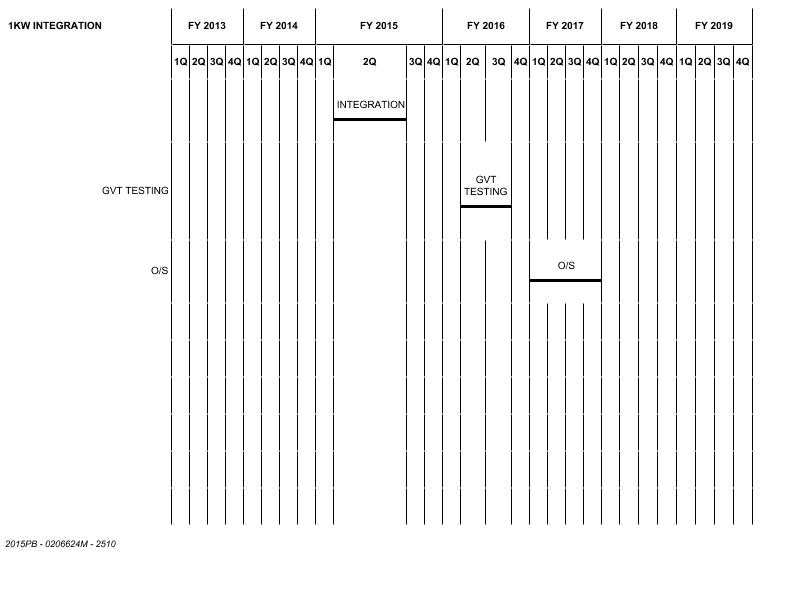 1KW INTEGRATION FY 2013 FY 2014 FY 2015 FY 2016 FY 2017 FY 2018 FY 2019
1Q 2Q 3Q 4Q 1Q 2Q 3Q 4Q 1Q 2Q 3Q 4Q 1Q 2Q 3Q 4Q 1Q 2Q 3Q 4Q 1Q 2Q 3Q 4Q 1Q 2Q 3Q 4Q
INTEGRATION
GVT TESTING
GVT
TESTING
O/S
O/S
2015PB - 0206624M - 2510